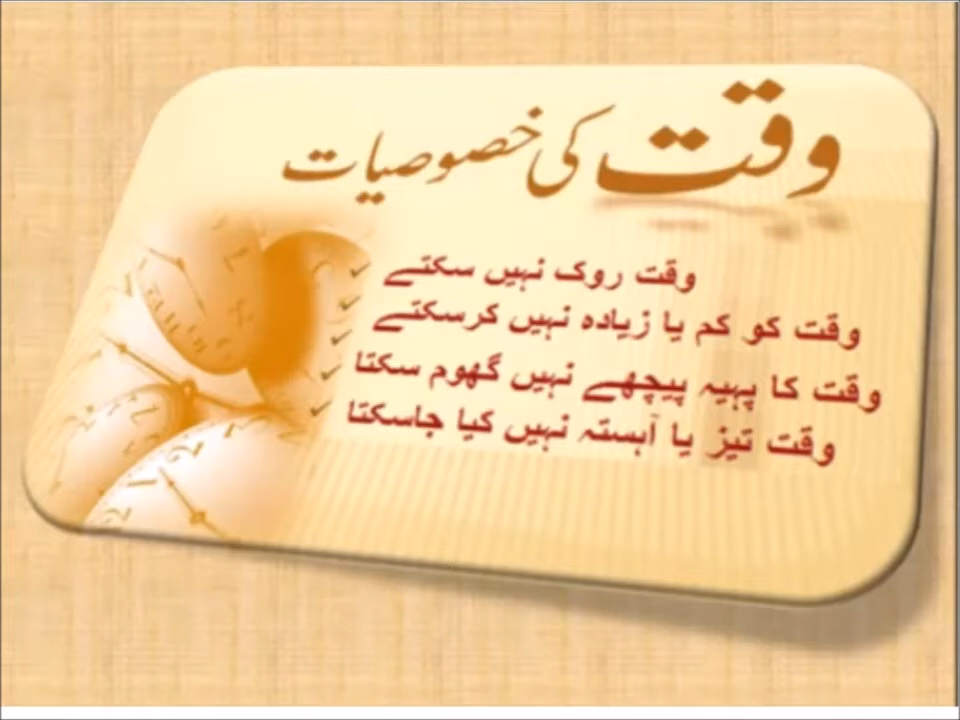 وقت کی خصوصیات
وقت روک نہیں سکتے
وقت کو کم یا زیادہ نہیں کرسکتے
وقت کا پہیہ پیچھے نہیں گھوم سکتا
وقت تیز یا آہستہ نہیں کیا جاسکتا